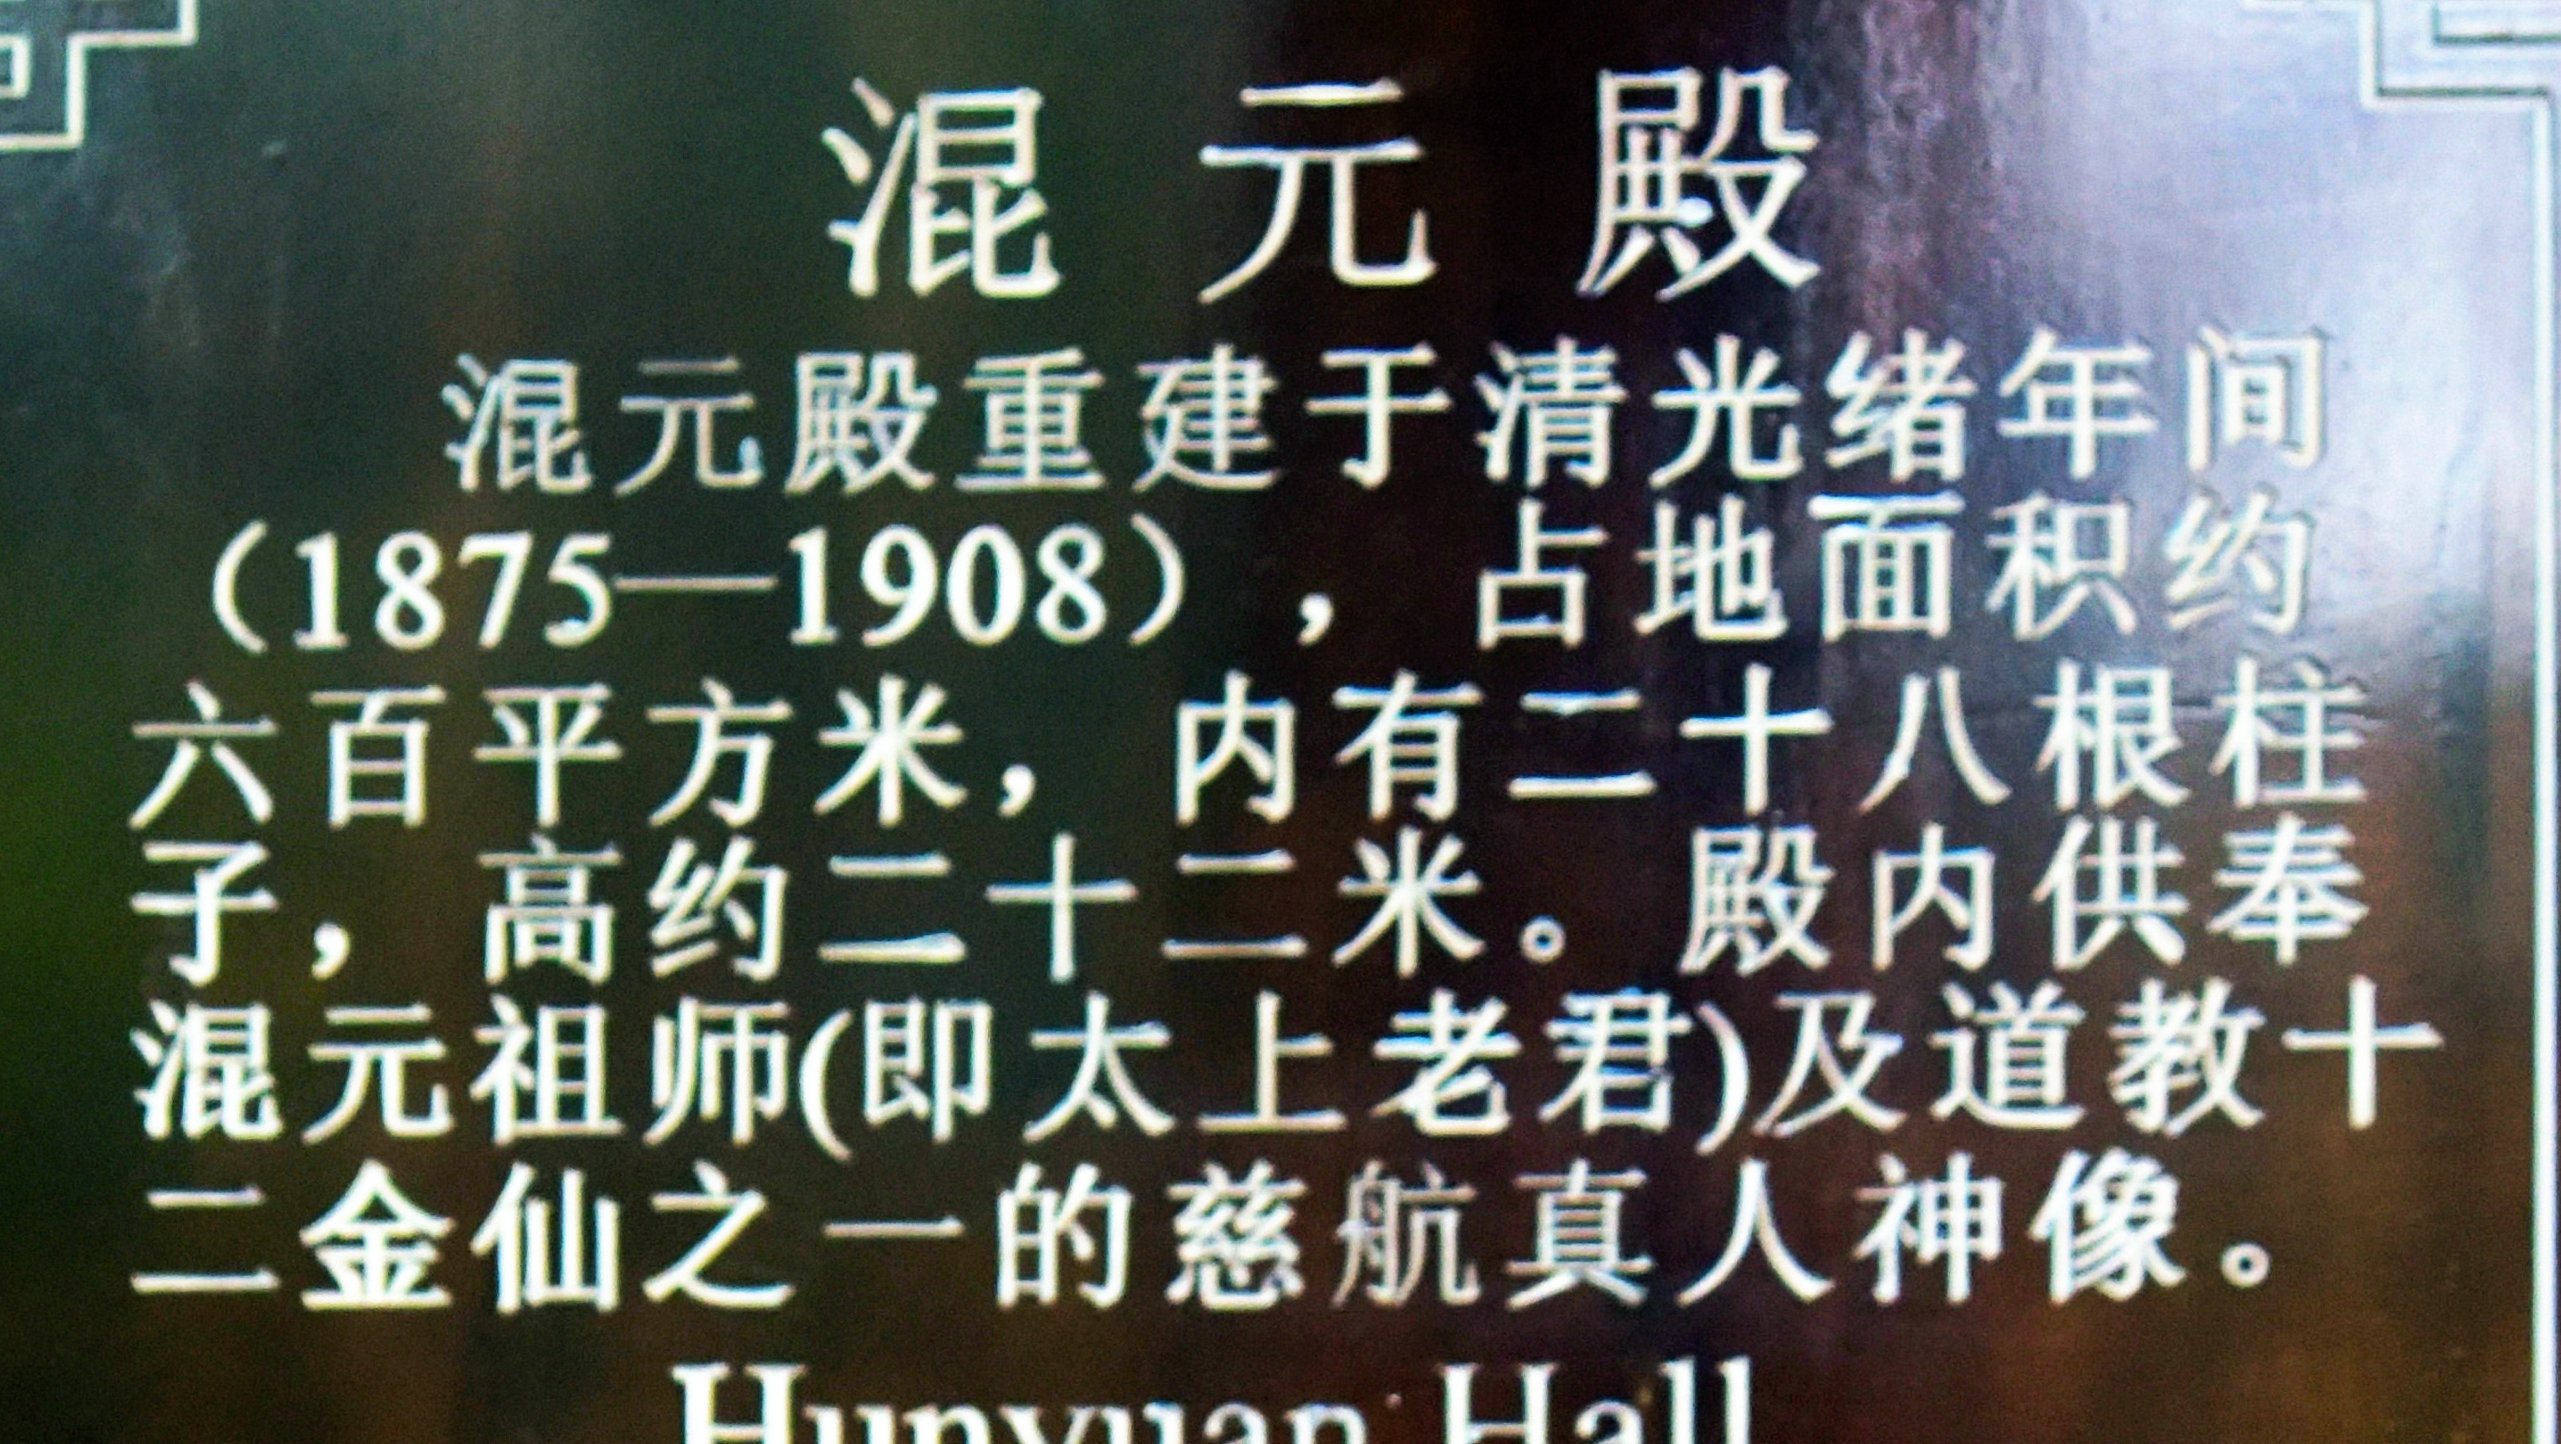 混元殿
混元殿重建于清光绪年间
（1875—1908），占地面积约
六百平方米，内有二十八根柱
子，高约二十二米。殿内供奉
混元祖师(即太上老君)及道教十
二金仙之一的慈航真人神像。
Hunyuan Hall